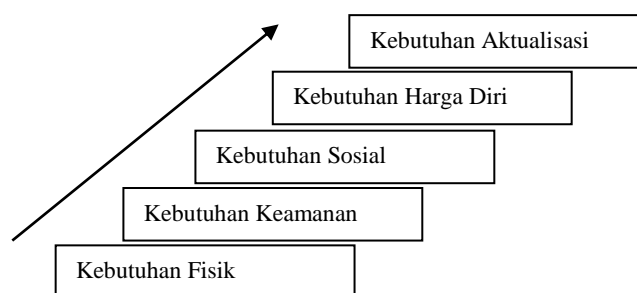 Kebutuhan Aktualisasi
Kebutuhan Harga Diri
Kebutuhan Sosial
Kebutuhan Keamanan
Kebutuhan Fisik